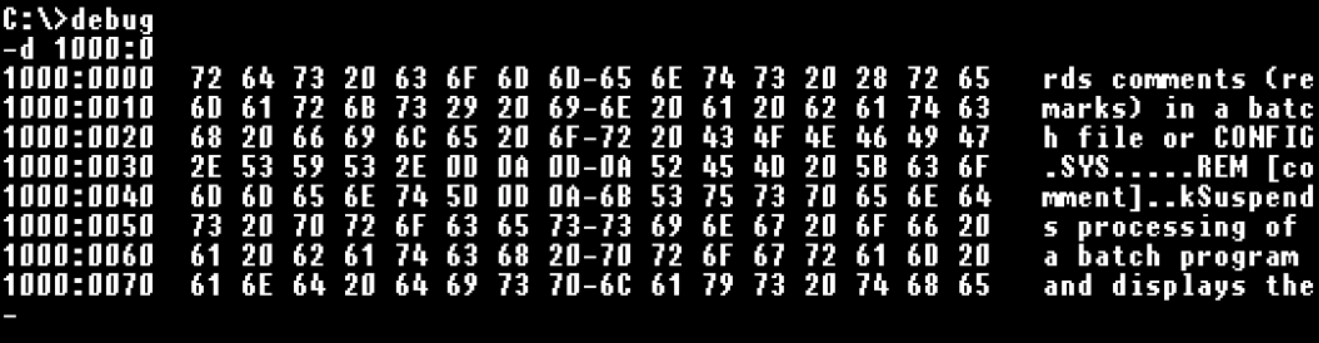 C:\>debug
-d 1000:0
1000:0000  72 64 73 20 63 6F 6D 6D-65 6E 74 73 20 28 72 65   rds comments (re
1000:0010  6D 61 72 6B 73 29 20 69-6E 20 61 20 62 61 74 63   marks) in a batc
1000:0020  68 20 66 69 6C 65 20 6F-72 20 43 4F 4E 46 49 47   h file or CONFIG
1000:0030  2E 53 59 53 2E 0D 0A 0D-0A 52 45 4D 20 5B 63 6F   .SYS.....REM [co
1000:0040  6D 6D 65 6E 74 5D 0D 0A-6B 53 75 73 70 65 6E 64   mment]..kSuspend
1000:0050  73 20 70 72 6F 63 65 73-73 69 6E 67 20 6F 66 20   s processing of
1000:0060  61 20 62 61 74 63 68 20-70 72 6F 67 72 61 6D 20   a batch program
1000:0070  61 6E 64 20 64 69 73 70-6C 61 79 73 20 74 68 65   and displays the
-